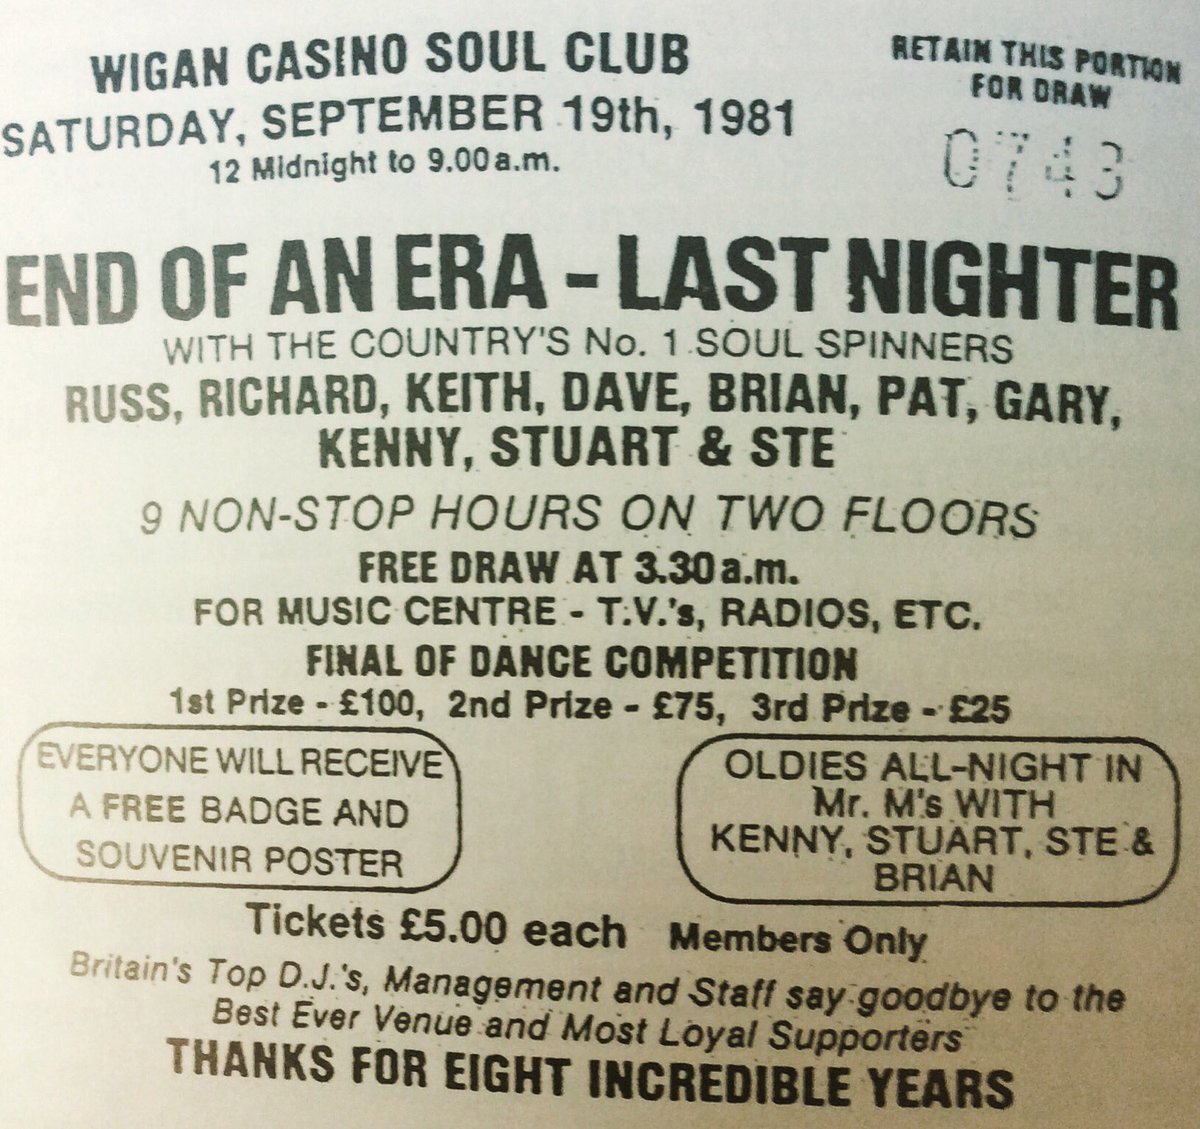 WIGAN CASINO SOUL CLUB
SATURDAY, SEPTEMBER 19th, 1981
12 Midnight to 9.00a.m.
RETAIN THIS PORTION
FOR DRAW
0743
END OF AN ERA - LAST NIGHTER
WITH THE COUNTRY'S No. 1 SOUL SPINNERS
RUSS, RICHARD, KEITH, DAVE, BRIAN, PAT, GARY,
KENNY, STUART & STE
9 NON-STOP HOURS ON TWO FLOORS
FREE DRAW AT 3.30a.m.
FOR MUSIC CENTRE - T.V.'s, RADIOS, ETC.
FINAL OF DANCE COMPETITION
1st Prize - £100, 2nd Prize - £75, 3rd Prize - £25
EVERYONE WILL RECEIVE
A FREE BADGE AND
SOUVENIR POSTER
OLDIES ALL-NIGHT IN
Mr. M's WITH
KENNY, STUART, STE &
BRIAN
Tickets £5.00 each Members Only
Britain's Top D.J.'s, Management and Staff say goodbye to the
Best Ever Venue and Most Loyal Supporters
THANKS FOR EIGHT INCREDIBLE YEARS